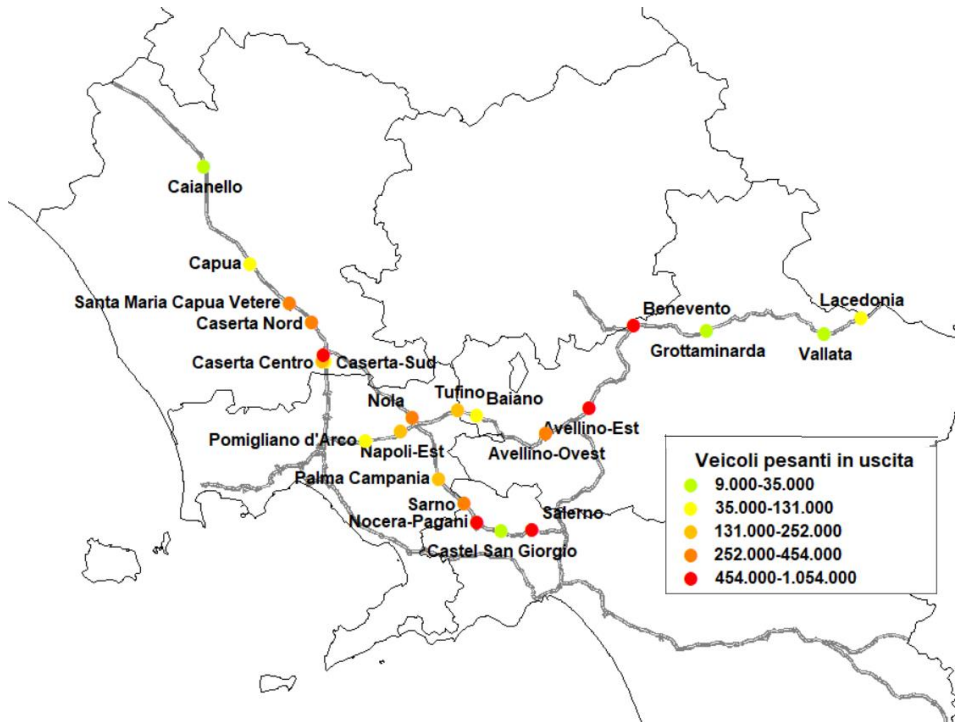 Caianello
Capua
Santa Maria Capua Vetere
Caserta Nord
Caserta Centro
Caserta-Sud
Benevento
Lacedonia
Grottaminarda
Vallata
Tufino
Baiano
Nola
Pomigliano d'Arco
Napoli-Est
Avellino-Est
Avellino-Ovest
Palma Campania
Sarno
Nocera-Pagani
Salerno
Castel San Giorgio
Veicoli pesanti in uscita
9.000-35.000
35.000-131.000
131.000-252.000
252.000-454.000
454.000-1.054.000